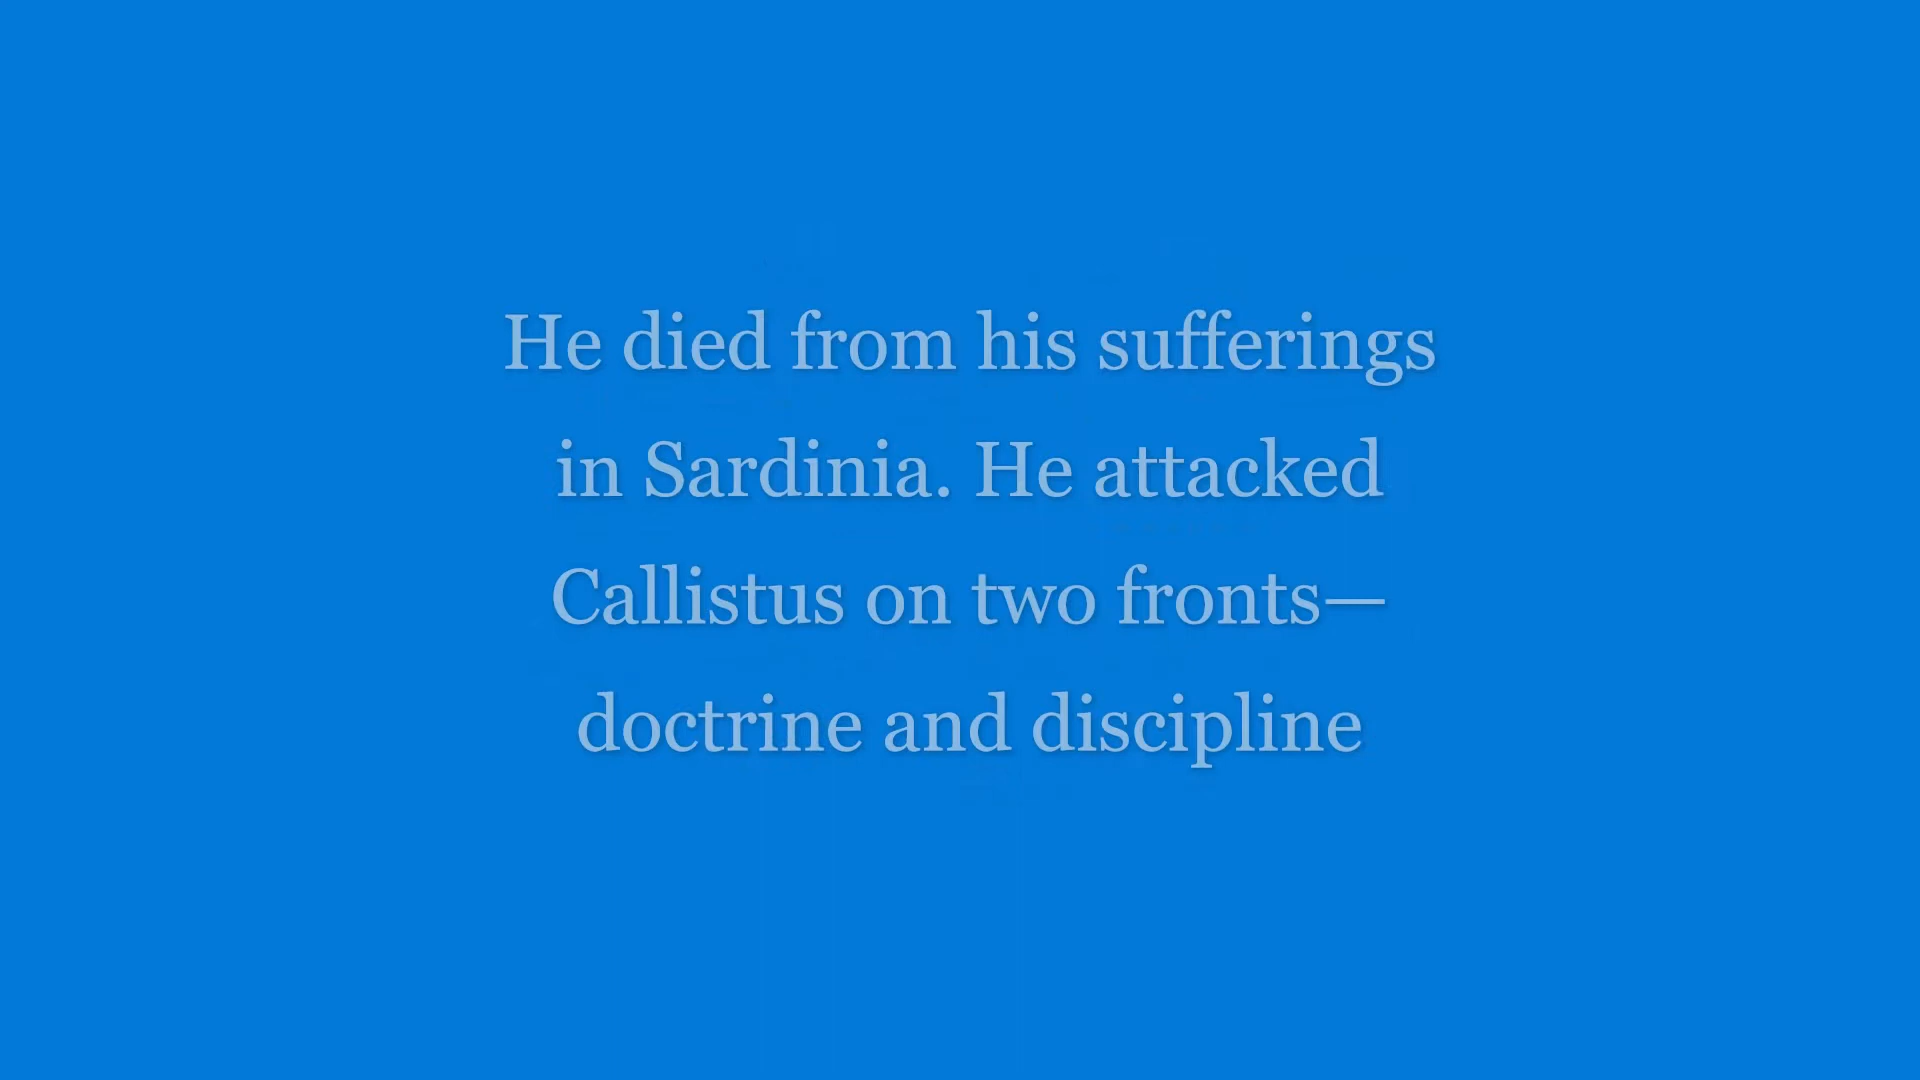 He died from his sufferings
in Sardinia. He attacked
Callistus on two fronts—
doctrine and discipline